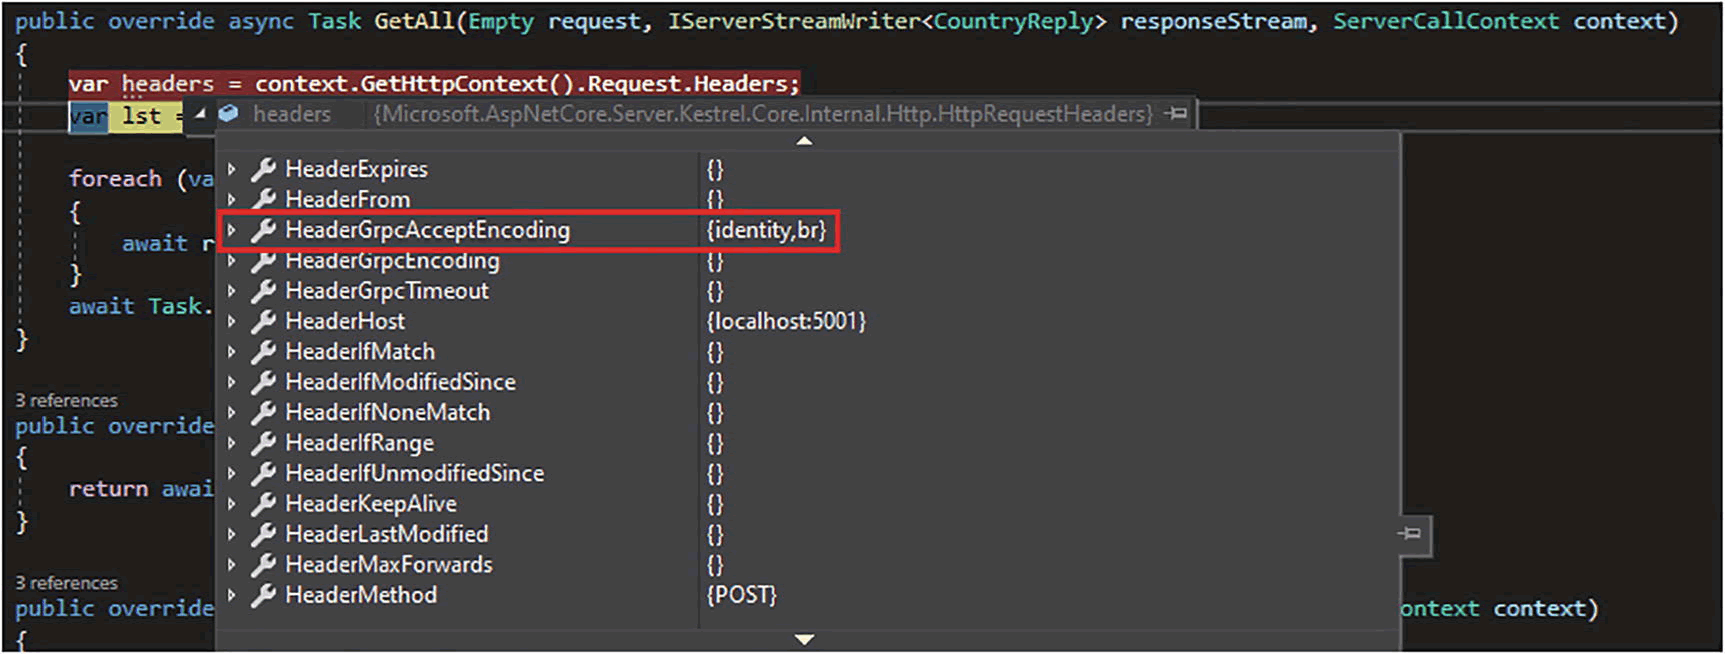 public override async Task GetAll(Empty request, IServerStreamWriter<CountryReply> responseStream, ServerCallContext context)
{
var headers = context.GetHttpContext().Request.Headers;
var lst = headers {Microsoft.AspNetCore.Server.Kestrel.Core.Internal.Http.HttpRequestHeaders}
HeaderExpires {}
foreach (va
HeaderFrom {}
{
HeaderGrpcAcceptEncoding {identity,br}
await r
HeaderGrpcEncoding {}
}
HeaderGrpcTimeout {}
await Task.
HeaderHost {localhost:5001}
}
HeaderIfMatch {}
HeaderIfModifiedSince {}
3 references
HeaderIfNoneMatch {}
public override
HeaderIfRange {}
{
HeaderIfUnmodifiedSince {}
return awai
HeaderKeepAlive {}
}
HeaderLastModified {}
HeaderMaxForwards {}
3 references
HeaderMethod {POST}
public override ontext context)
{